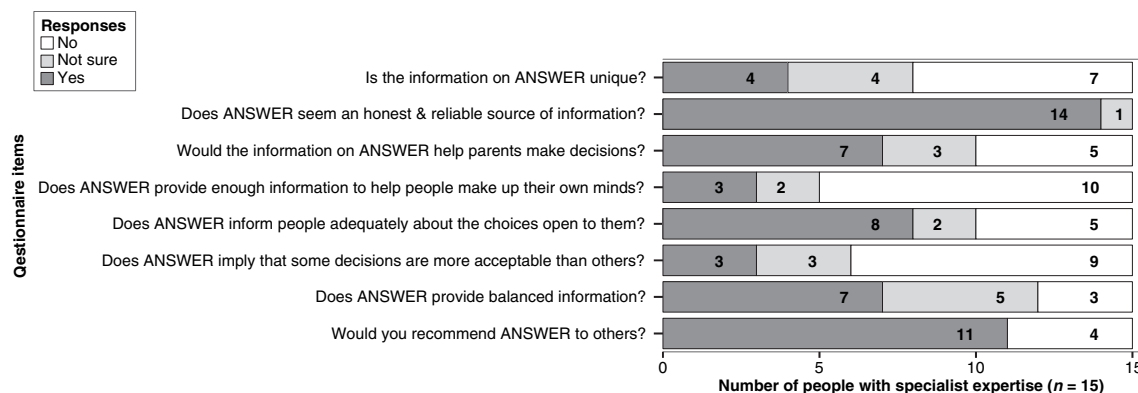 Responses
No
Not sure
Yes
Qestionnaire items
Is the information on ANSWER unique? 4 4 7
Does ANSWER seem an honest & reliable source of information? 14 1
Would the information on ANSWER help parents make decisions? 7 3 5
Does ANSWER provide enough information to help people make up their own minds? 3 2 10
Does ANSWER inform people adequately about the choices open to them? 8 2 5
Does ANSWER imply that some decisions are more acceptable than others? 3 3 9
Does ANSWER provide balanced information? 7 5 3
Would you recommend ANSWER to others? 11 4
0 5 10 15
Number of people with specialist expertise (n = 15)